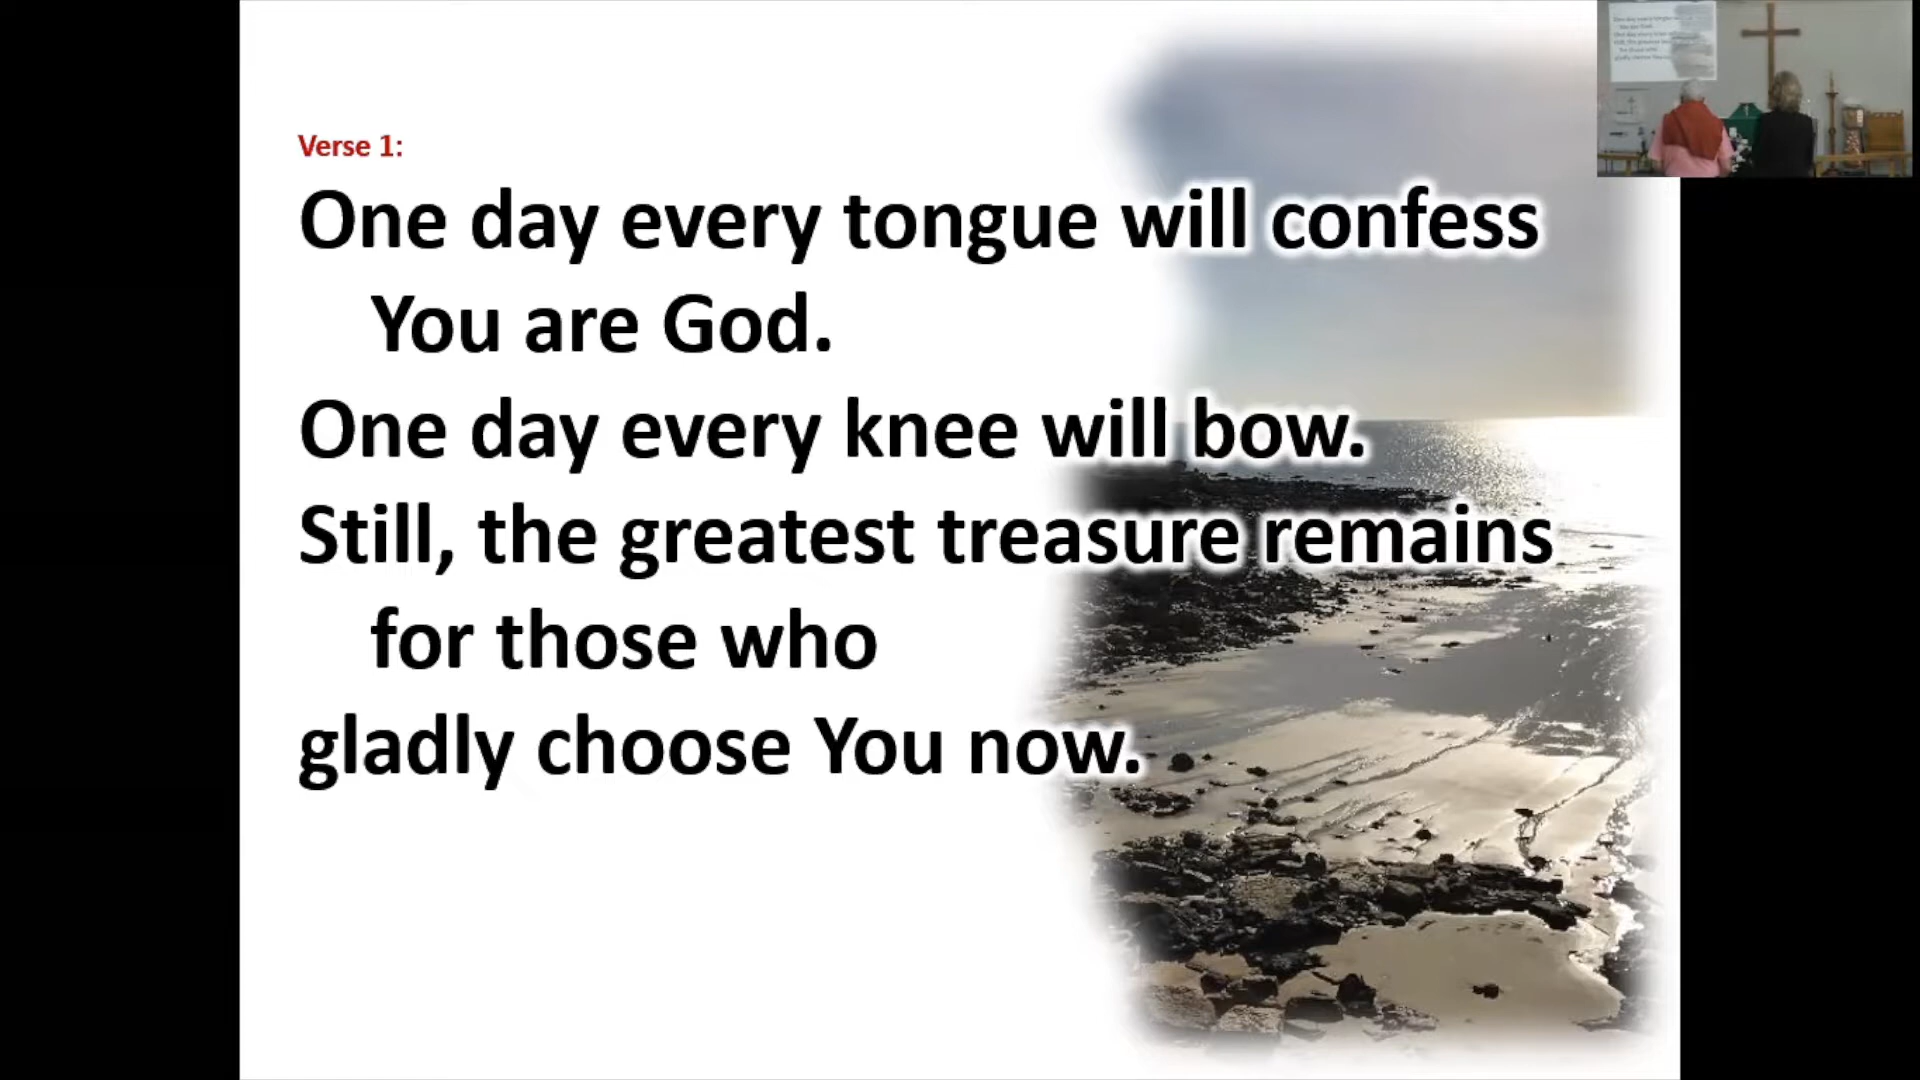 Verse 1:
One day every tongue will confess
You are God.
One day every knee will bow.
Still, the greatest treasure remains
for those who
gladly choose You now.